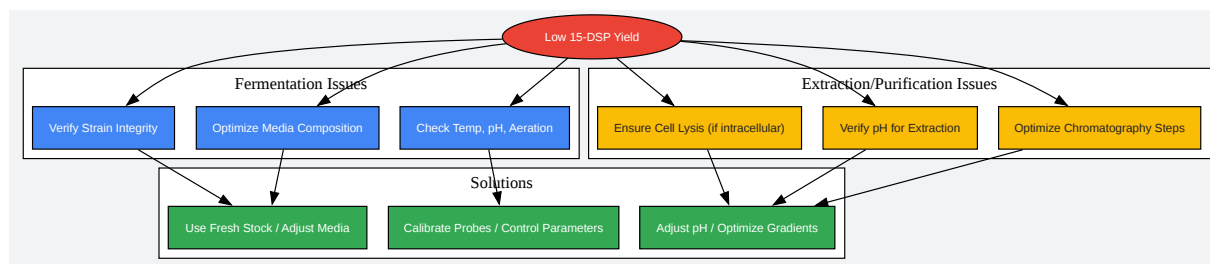 Low 15-DSP Yield
Fermentation Issues
Extraction/Purification Issues
Verify Strain Integrity
Optimize Media Composition
Check Temp, pH, Aeration
Ensure Cell Lysis (if intracellular)
Verify pH for Extraction
Optimize Chromatography Steps
Solutions
Use Fresh Stock / Adjust Media
Calibrate Probes / Control Parameters
Adjust pH / Optimize Gradients